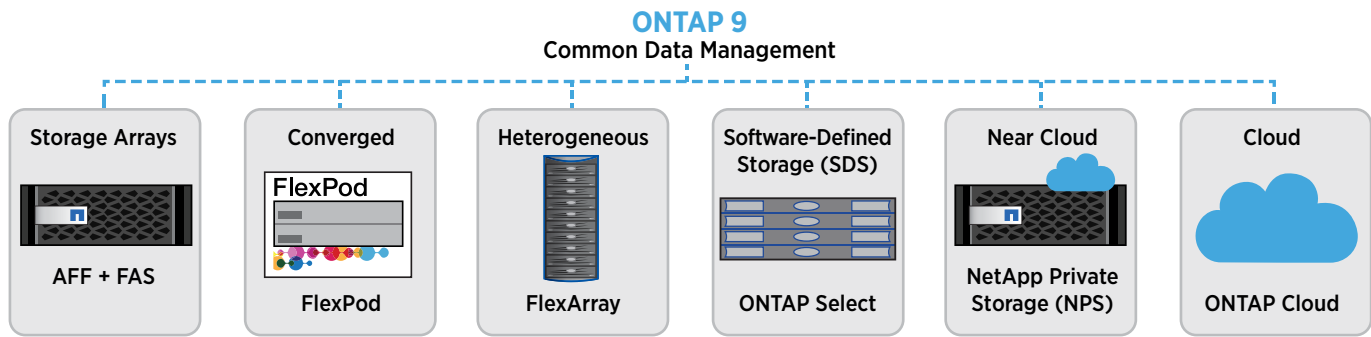 ONTAP 9
Common Data Management
Storage Arrays
AFF + FAS
Converged
FlexPod
FlexPod
Heterogeneous
FlexArray
Software-Defined
Storage (SDS)
ONTAP Select
Near Cloud
NetApp Private
Storage (NPS)
Cloud
ONTAP Cloud